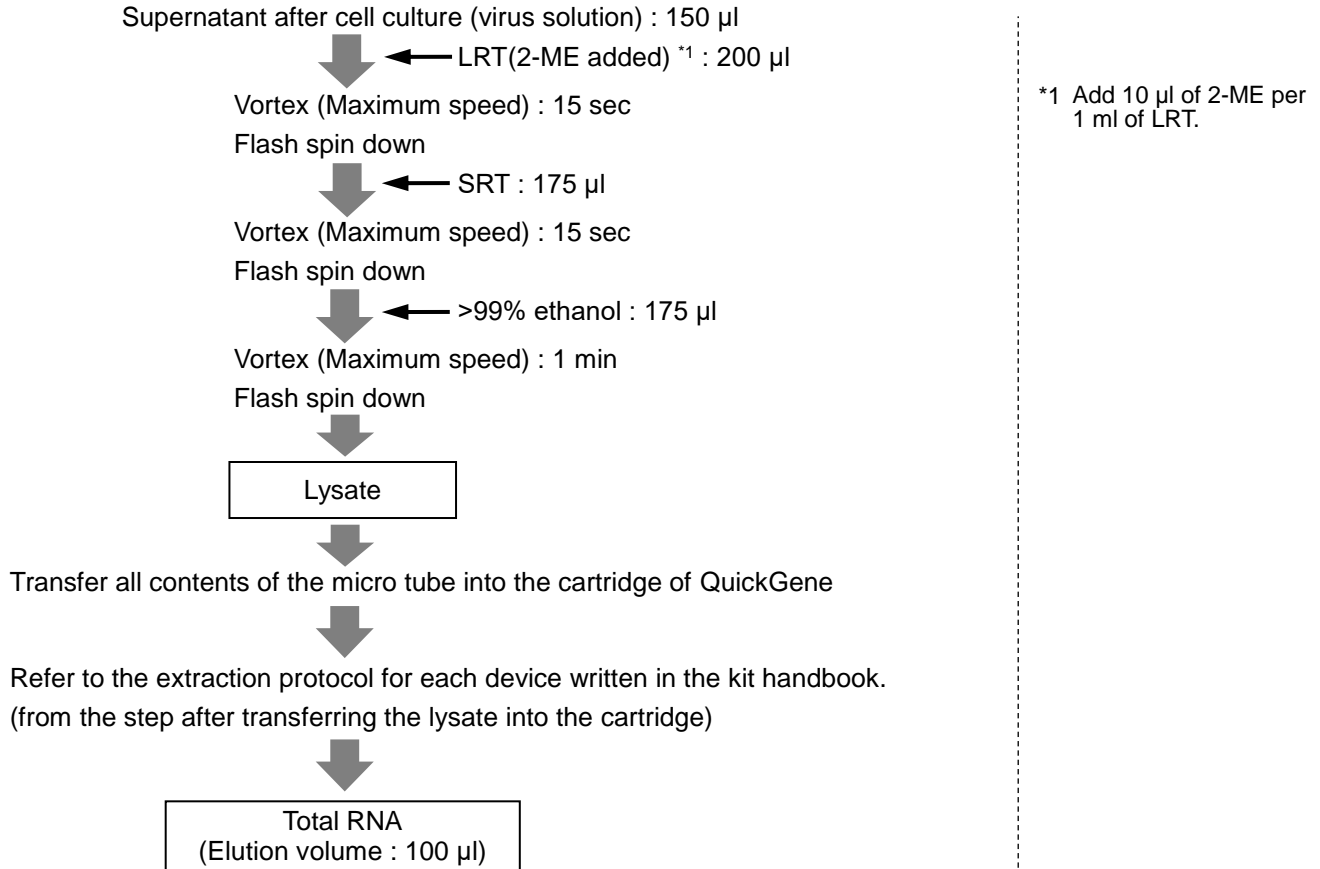 Supernatant after cell culture (virus solution) : 150 µl
LRT(2-ME added) *1 : 200 µl
Vortex (Maximum speed) : 15 sec
Flash spin down
SRT : 175 µl
Vortex (Maximum speed) : 15 sec
Flash spin down
>99% ethanol : 175 µl
Vortex (Maximum speed) : 1 min
Flash spin down
Lysate
Transfer all contents of the micro tube into the cartridge of QuickGene
Refer to the extraction protocol for each device written in the kit handbook.
(from the step after transferring the lysate into the cartridge)
Total RNA
(Elution volume : 100 µl)
*1 Add 10 µl of 2-ME per
1 ml of LRT.